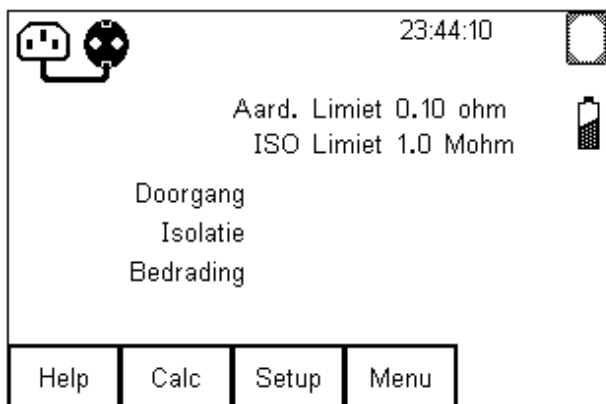 23:44:10
Aard. Limiet 0.10 ohm
ISO Limiet 1.0 Mohm
Doorgang
Isolatie
Bedrading
Help Calc Setup Menu